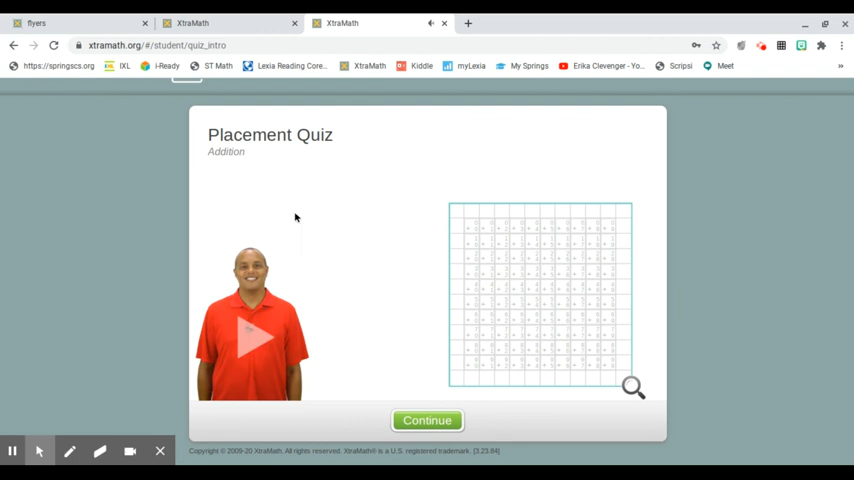 flyers
XtraMath
XtraMath
xtramath.org/#/student/quiz_intro
https://springscs.org
IXL
i-Ready
ST Math
Lexia Reading Core...
XtraMath
Kiddle
myLexia
My Springs
Erika Clevenger - Yo...
Scripsi
Meet
»
Placement Quiz
Addition
Continue
Copyright © 2009-20 XtraMath. All rights reserved. XtraMath® is a U.S. registered trademark. [3.23.84]